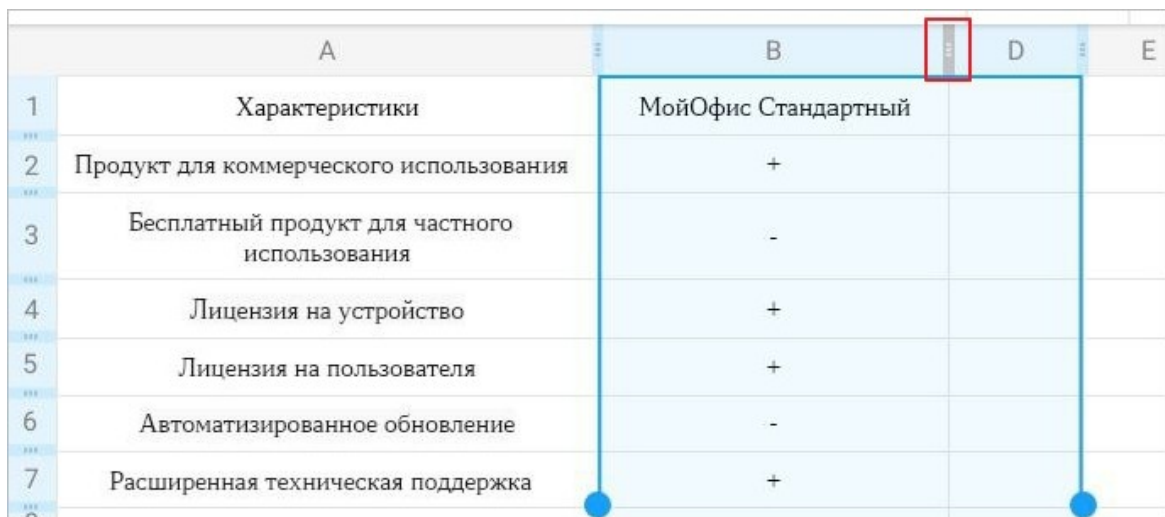 A B D E
1 Характеристики МойОфис Стандартный
2 Продукт для коммерческого использования +
3 Бесплатный продукт для частного
использования -
4 Лицензия на устройство +
5 Лицензия на пользователя +
6 Автоматизированное обновление -
7 Расширенная техническая поддержка +